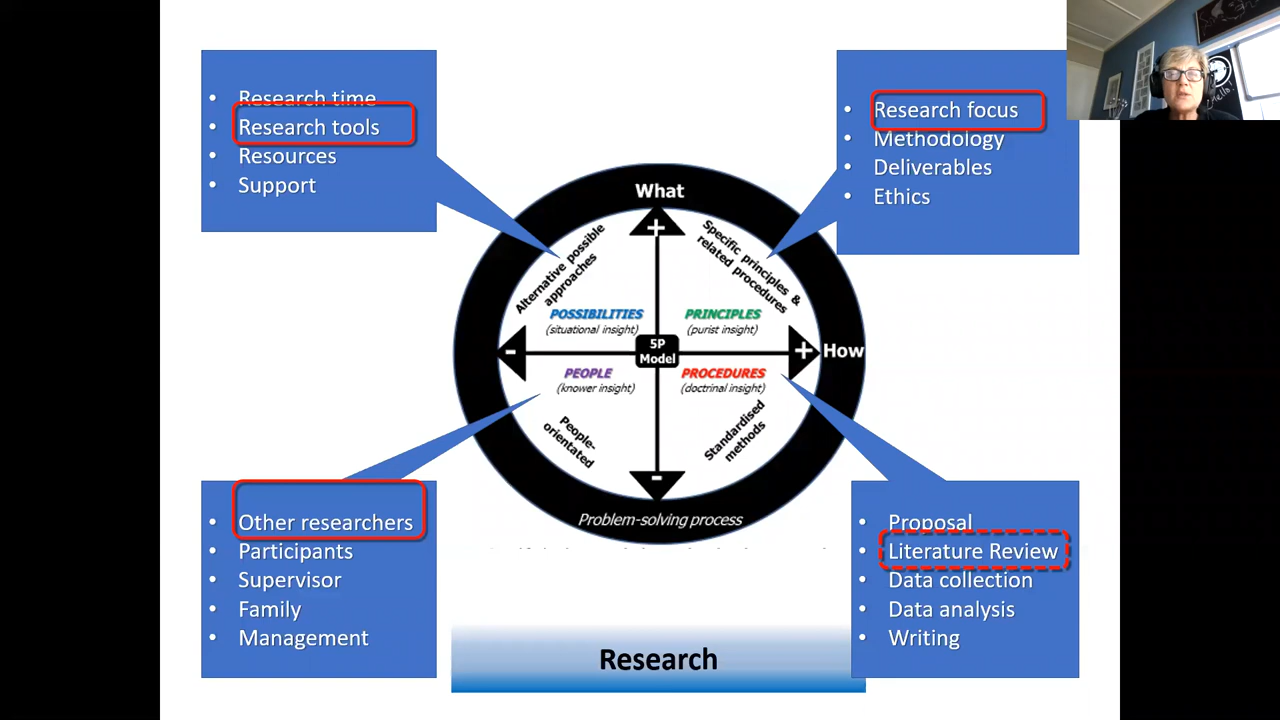 Research time
Research tools
Resources
Support
Research focus
Methodology
Deliverables
Ethics
Hello!
What
Alternative possible
approaches
Specific principles &
related procedures
POSSIBILITIES
(situational insight)
PRINCIPLES
(purist insight)
5P
Model
How
PEOPLE
(knower insight)
PROCEDURES
(doctrinal insight)
People-
orientated
Standardised
methods
Problem-solving process
Other researchers
Participants
Supervisor
Family
Management
Proposal
Literature Review
Data collection
Data analysis
Writing
Research